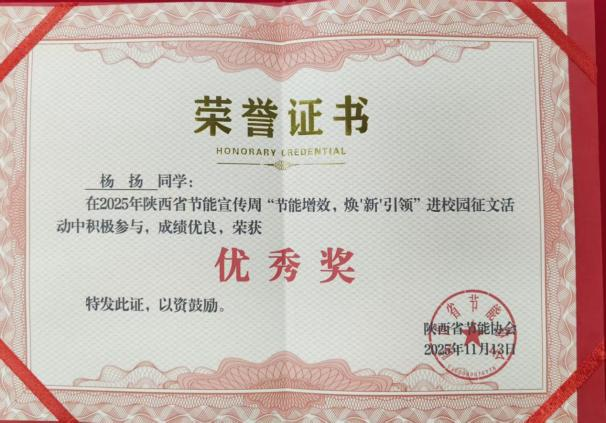 荣誉证书
HONORARY CREDENTIAL
杨 扬 同学：
在2025年陕西省节能宣传周“节能增效，焕'新'引领”进校园征文活
动中积极参与，成绩优良，荣获
优秀奖
特发此证，以资鼓励。
陕西省节能协会
2025年11月13日